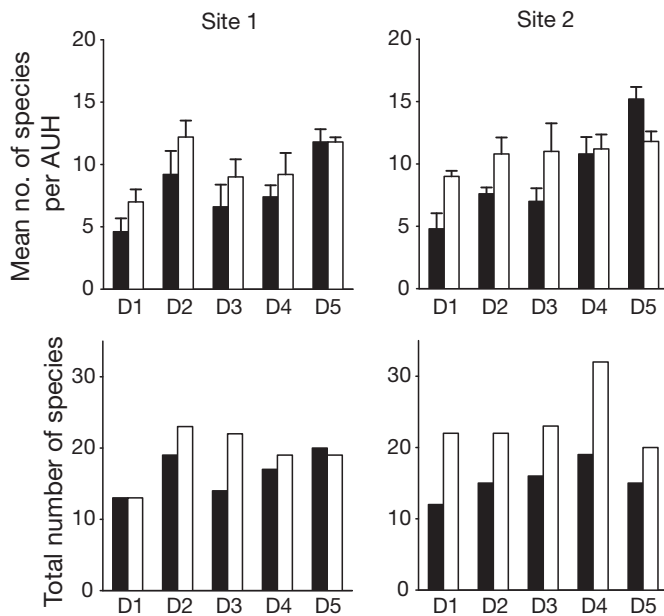 Site 1
Site 2
Mean no. of species
per AUH
20
15
10
5
0
D1 D2 D3 D4 D5
20
15
10
5
0
D1 D2 D3 D4 D5
Total number of species
30
20
10
0
D1 D2 D3 D4 D5
30
20
10
0
D1 D2 D3 D4 D5